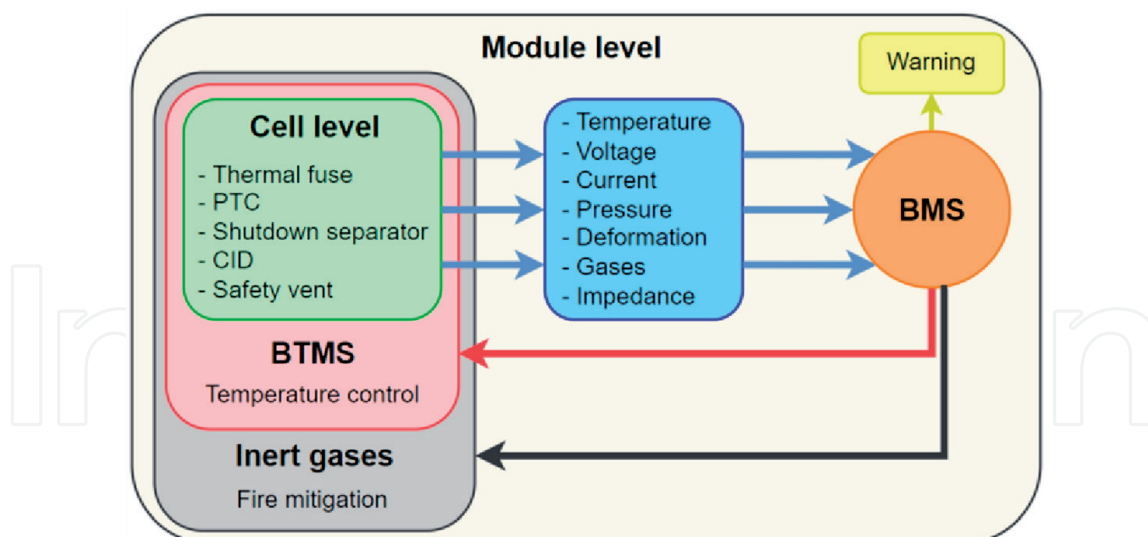 Module level
Warning
Cell level
- Thermal fuse
- PTC
- Shutdown separator
- CID
- Safety vent
- Temperature
- Voltage
- Current
- Pressure
- Deformation
- Gases
- Impedance
BMS
BTMS
Temperature control
Inert gases
Fire mitigation